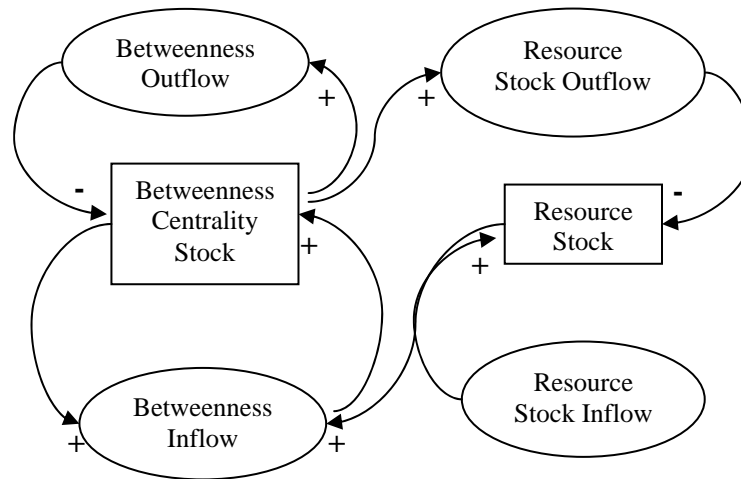 Betweenness
Outflow
+
Resource
Stock Outflow
+
-
Betweenness
Centrality
Stock
+
-
Resource
Stock
+
Betweenness
Inflow
+
+
Resource
Stock Inflow